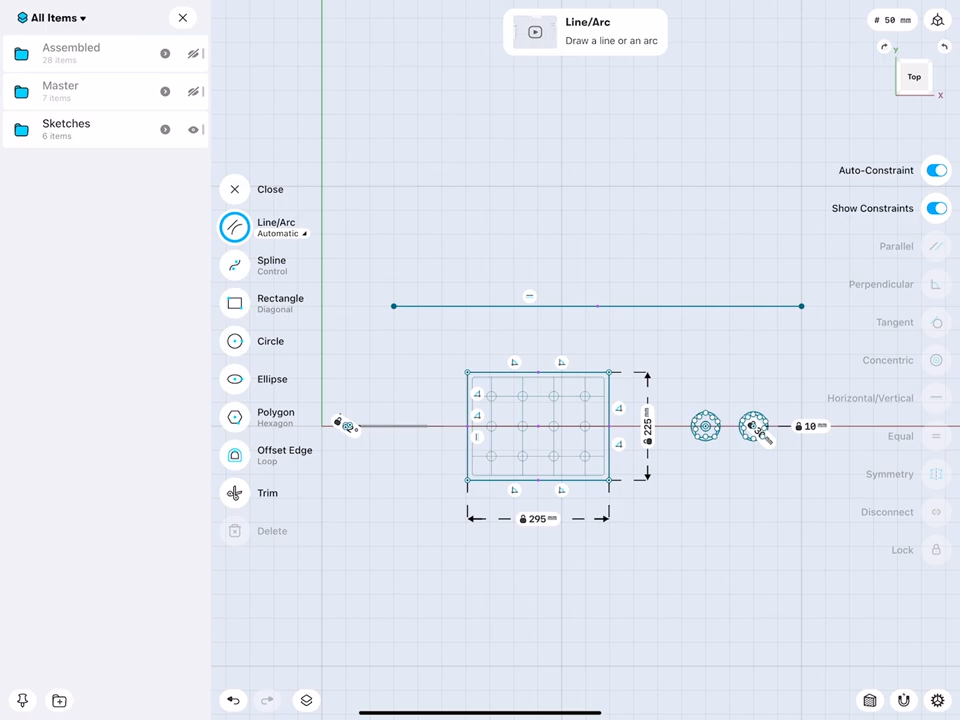 All Items
Assembled
28 items
Master
7 items
Sketches
6 items
Line/Arc
Draw a line or an arc
# 50 mm
y
Top
x
Close
Line/Arc
Automatic
Spline
Control
Rectangle
Diagonal
Circle
Ellipse
Polygon
Hexagon
Offset Edge
Loop
Trim
Delete
Auto-Constraint
Show Constraints
Parallel
Perpendicular
Tangent
Concentric
Horizontal/Vertical
Equal
Symmetry
Disconnect
Lock
225 mm
295 mm
10 mm